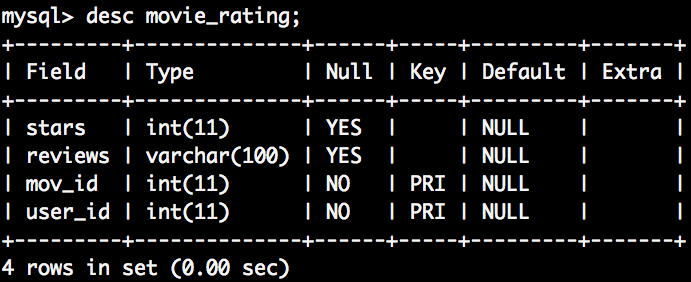 mysql> desc movie_rating;
+----------+--------------+------+-----+---------+-------+
| Field    | Type         | Null | Key | Default | Extra |
+----------+--------------+------+-----+---------+-------+
| stars    | int(11)      | YES  |     | NULL    |       |
| reviews  | varchar(100) | YES  |     | NULL    |       |
| mov_id   | int(11)      | NO   | PRI | NULL    |       |
| user_id  | int(11)      | NO   | PRI | NULL    |       |
+----------+--------------+------+-----+---------+-------+
4 rows in set (0.00 sec)